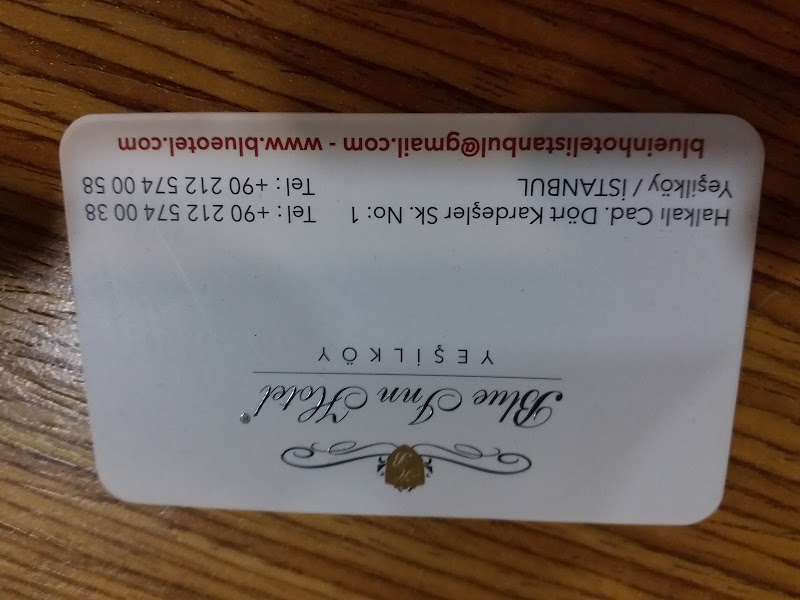 Blue Inn Hotel®
YEŞİLKÖY
Halkalı Cad. Dört Kardeşler Sk. No: 1 Tel: +90 212 574 00 38
Yeşilköy / İSTANBUL Tel: +90 212 574 00 58
blueinhotelistanbul@gmail.com - www.blueotel.com